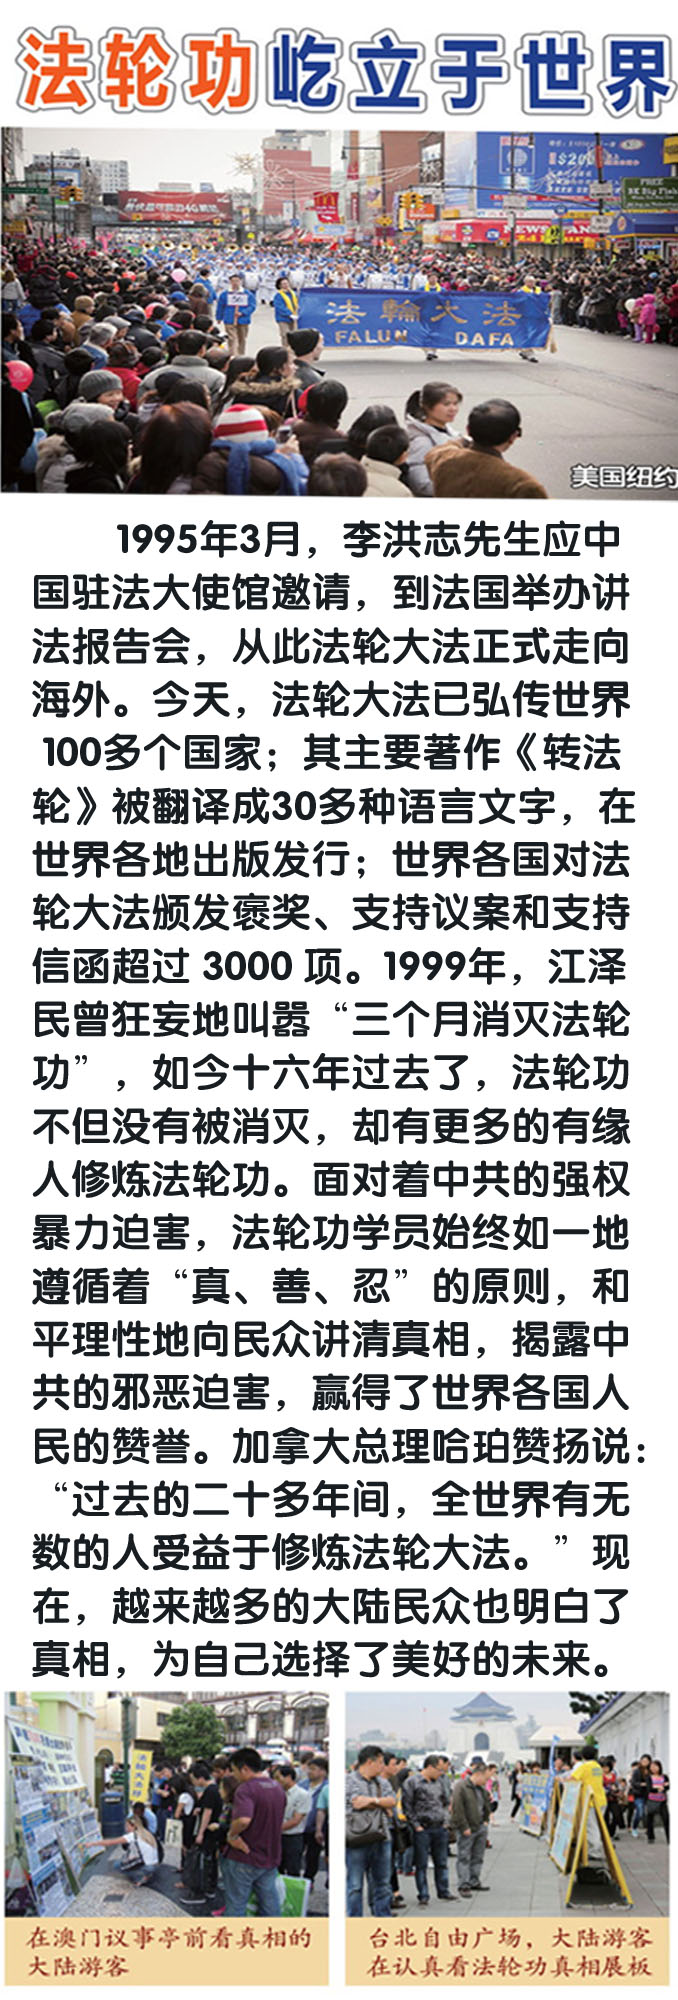 法轮功屹立于世界
FREE
$20
NEWS
法輪大法
FALUN DAFA
美国纽约
1995年3月，李洪志先生应中
国驻法大使馆邀请，到法国举办讲
法报告会，从此法轮大法正式走向
海外。今天，法轮大法已弘传世界
100多个国家；其主要著作《转法
轮》被翻译成30多种语言文字，在
世界各地出版发行；世界各国对法
轮大法颁发褒奖、支持议案和支持
信函超过 3000 项。1999年，江泽
民曾狂妄地叫嚣“三个月消灭法轮
功”，如今十六年过去了，法轮功
不但没有被消灭，却有更多的有缘
人修炼法轮功。面对着中共的强权
暴力迫害，法轮功学员始终如一地
遵循着“真、善、忍”的原则，和
平理性地向民众讲清真相，揭露中
共的邪恶迫害，赢得了世界各国人
民的赞誉。加拿大总理哈珀赞扬说：
“过去的二十多年间，全世界有无
数的人受益于修炼法轮大法。”现
在，越来越多的大陆民众也明白了
真相，为自己选择了美好的未来。
在澳门议事亭前看真相的
大陆游客
台北自由广场，大陆游客
在认真看法轮功真相展板